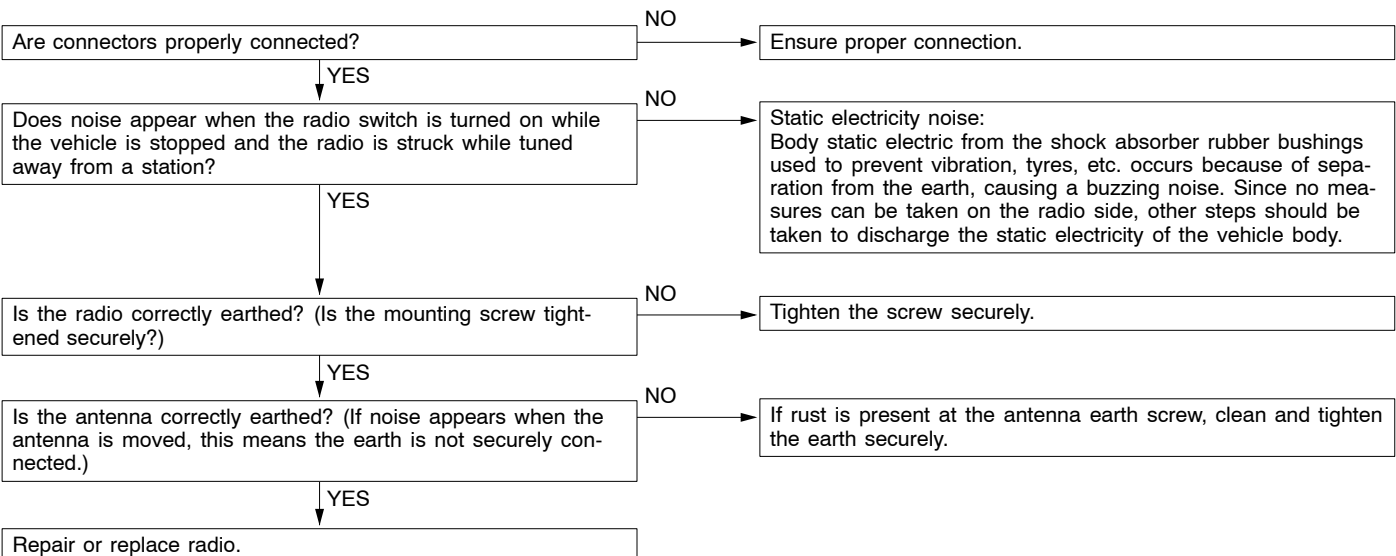 NO
Are connectors properly connected?
Ensure proper connection.
YES
NO
Does noise appear when the radio switch is turned on while
the vehicle is stopped and the radio is struck while tuned
away from a station?
Static electricity noise:
Body static electric from the shock absorber rubber bushings
used to prevent vibration, tyres, etc. occurs because of sepa-
ration from the earth, causing a buzzing noise. Since no mea-
sures can be taken on the radio side, other steps should be
taken to discharge the static electricity of the vehicle body.
YES
NO
Is the radio correctly earthed? (Is the mounting screw tight-
ened securely?)
Tighten the screw securely.
YES
NO
Is the antenna correctly earthed? (If noise appears when the
antenna is moved, this means the earth is not securely con-
nected.)
If rust is present at the antenna earth screw, clean and tighten
the earth securely.
YES
Repair or replace radio.